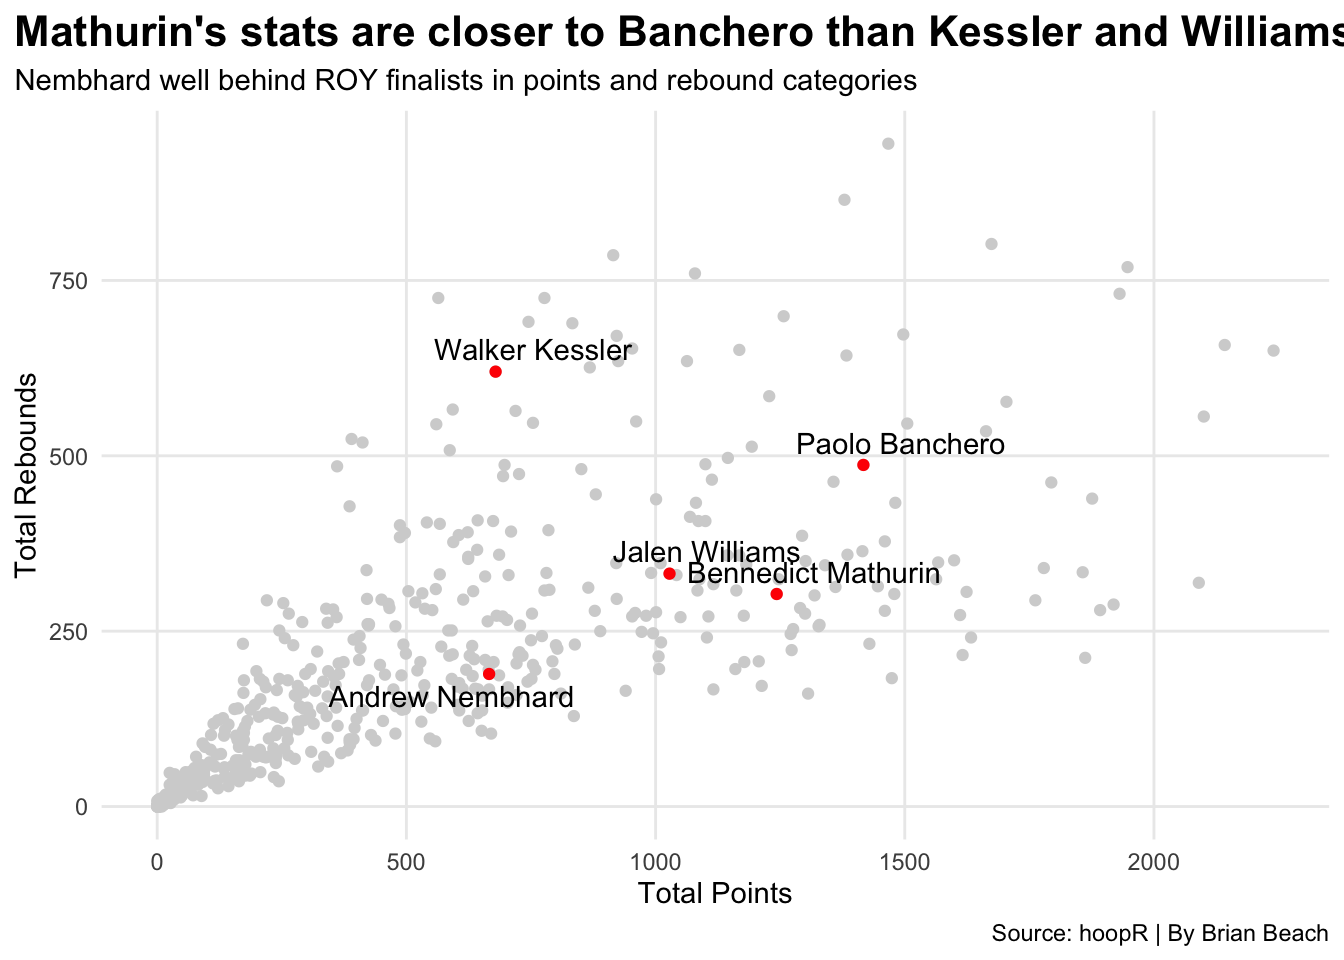 Mathurin's stats are closer to Banchero than Kessler and Williams
Nembhard well behind ROY finalists in points and rebound categories
Total Rebounds
750
500
250
0
Walker Kessler
Paolo Banchero
Jalen Williams
Bennedict Mathurin
Andrew Nembhard
0
500
1000
1500
2000
Total Points
Source: hoopR | By Brian Beach